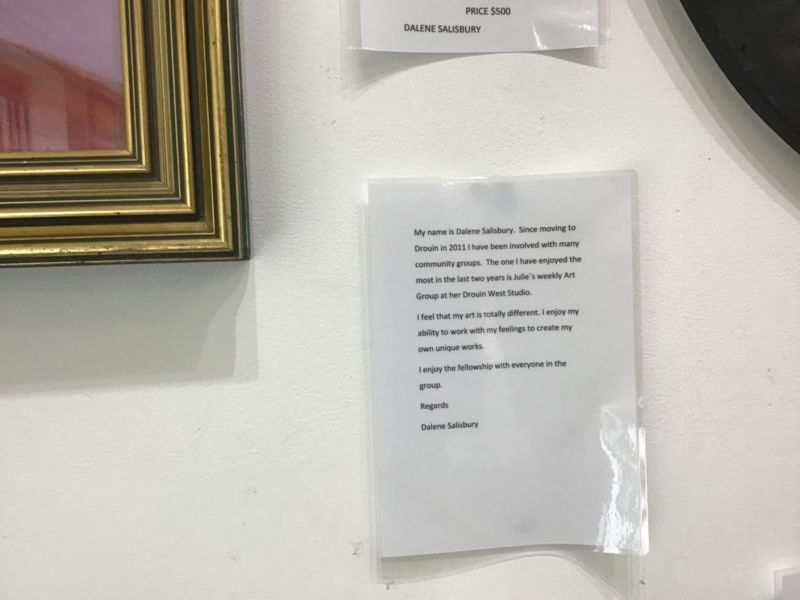 PRICE $500
DALENE SALISBURY
My name is Dalene Salisbury. Since moving to
Drouin in 2011 I have been involved with many
community groups. The one I have enjoyed the
most in the last two years is Julie`s weekly Art
Group at her Drouin West Studio.
I feel that my art is totally different. I enjoy my
ability to work with my feelings to create my
own unique works.
I enjoy the fellowship with everyone in the
group.
Regards
Dalene Salisbury